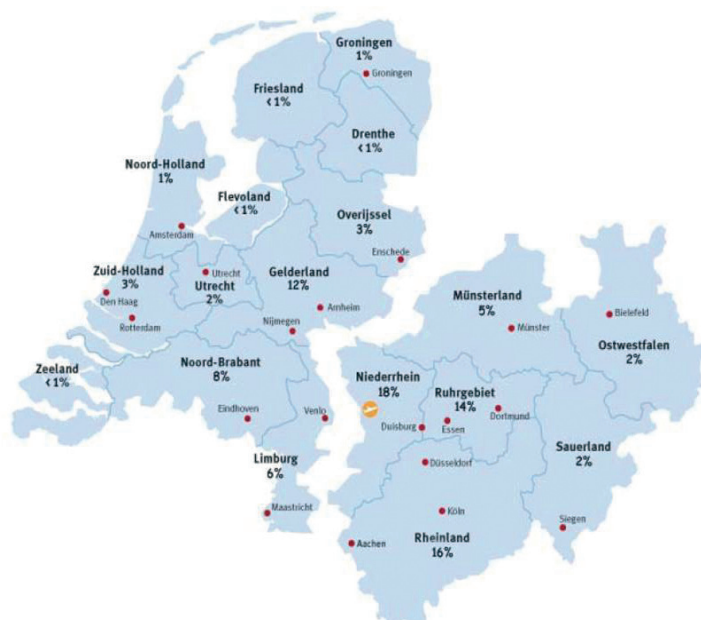 Groningen
1%
Groningen
Friesland
< 1%
Drenthe
< 1%
Noord-Holland
1%
Flevoland
< 1%
Overijssel
3%
Amsterdam
Enschede
Zuid-Holland
3%
Utrecht
Utrecht
2%
Gelderland
12%
Den Haag
Rotterdam
Arnheim
Nijmegen
Münsterland
5%
Münster
Bielefeld
Ostwestfalen
2%
Zeeland
< 1%
Noord-Brabant
8%
Niederrhein
18%
Ruhrgebiet
14%
Eindhoven
Venlo
Duisburg
Essen
Dortmund
Limburg
6%
Düsseldorf
Sauerland
2%
Maastricht
Köln
Siegen
Aachen
Rheinland
16%